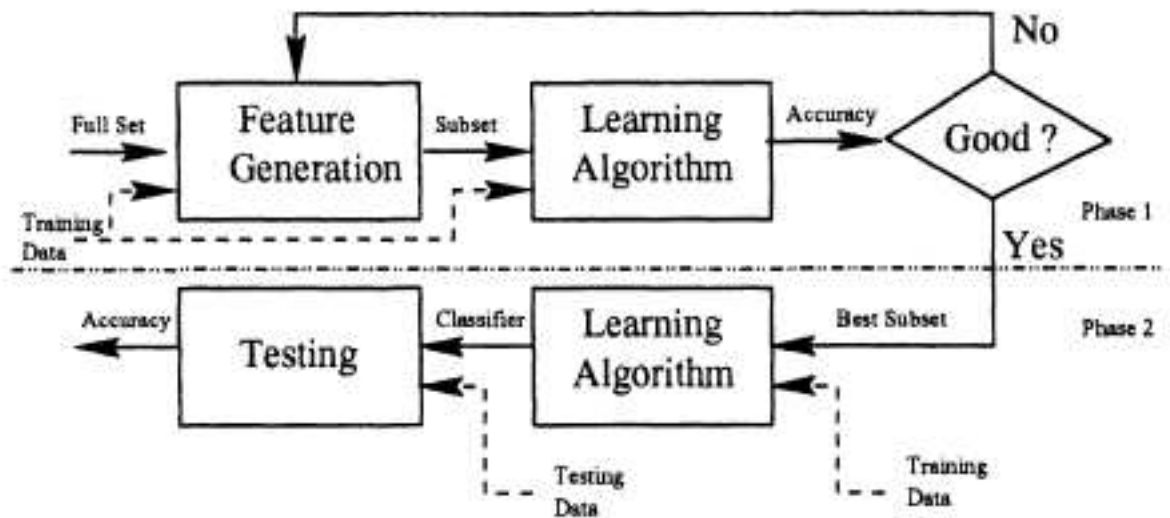 No
Full Set
Feature
Generation
Subset
Learning
Algorithm
Accuracy
Good ?
Training
Data
Phase 1
Yes
Accuracy
Testing
Classifier
Learning
Algorithm
Best Subset
Phase 2
Testing
Data
Training
Data